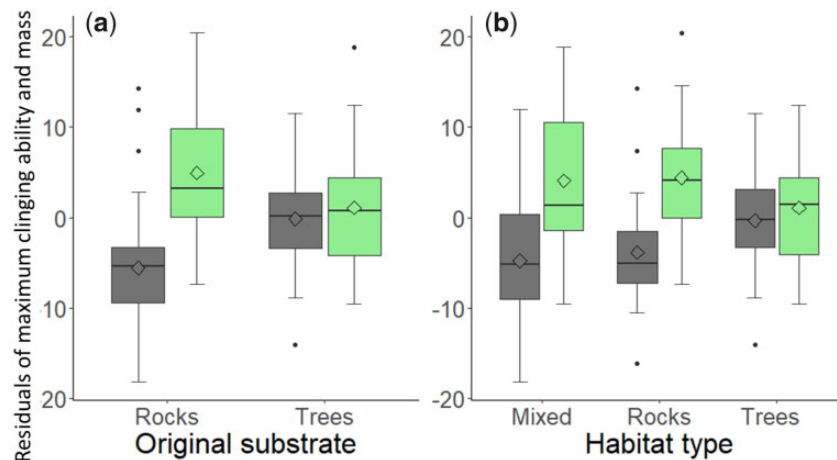 Residuals of maximum clinging ability and mass
(a)
20
10
0
-10
20
Rocks Trees
Original substrate
(b)
20
10
0
-10
-20
Mixed Rocks Trees
Habitat type